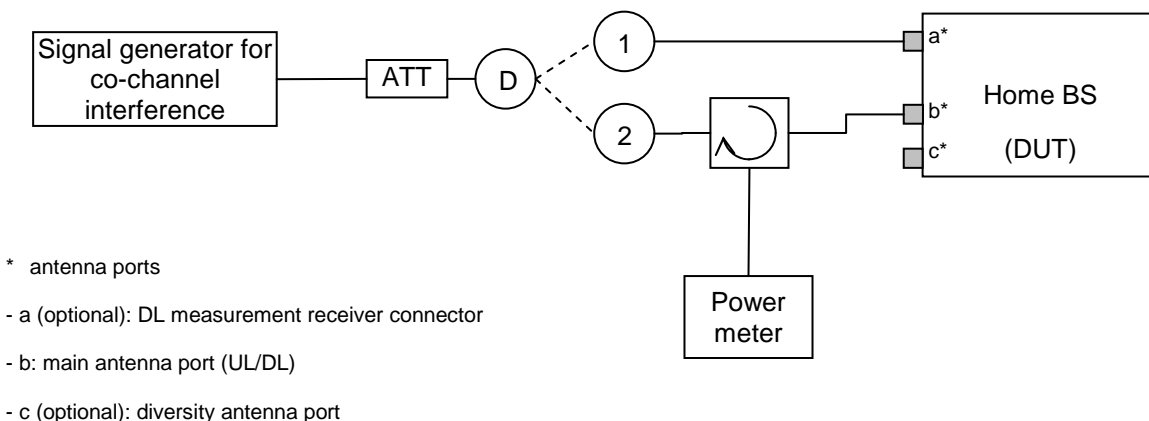 Signal generator for
co-channel
interference
ATT
D
1
2
a*
b*
c*
Home BS
(DUT)
Power
meter
* antenna ports
- a (optional): DL measurement receiver connector
- b: main antenna port (UL/DL)
- c (optional): diversity antenna port